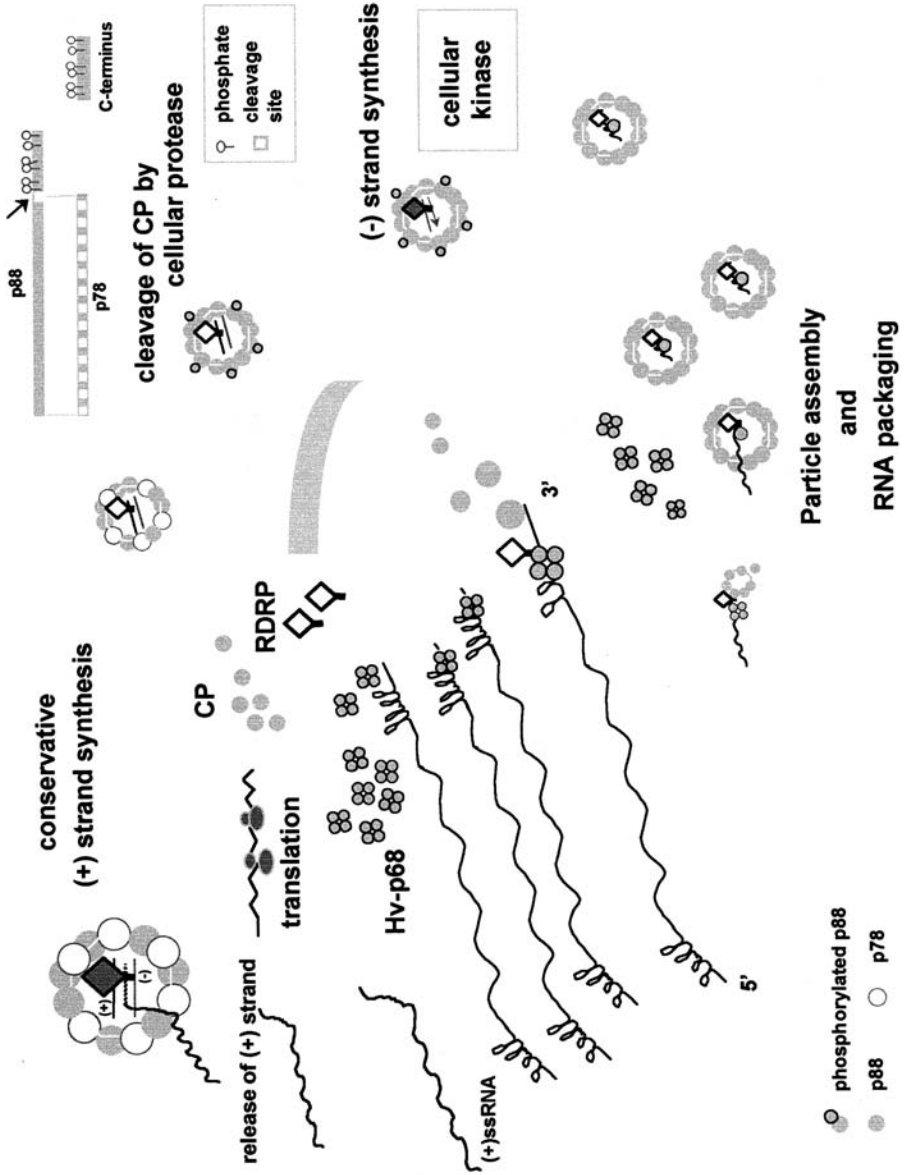 conservative
(+) strand synthesis
(+)
(-)
release of (+) strand
translation
CP
RDRP
Hv-p68
(+)ssRNA
5'
3'
p88
p78
C-terminus
cleavage of CP by
cellular protease
phosphate
cleavage
site
(-) strand synthesis
cellular
kinase
Particle assembly
and
RNA packaging
phosphorylated p88
p88
p78